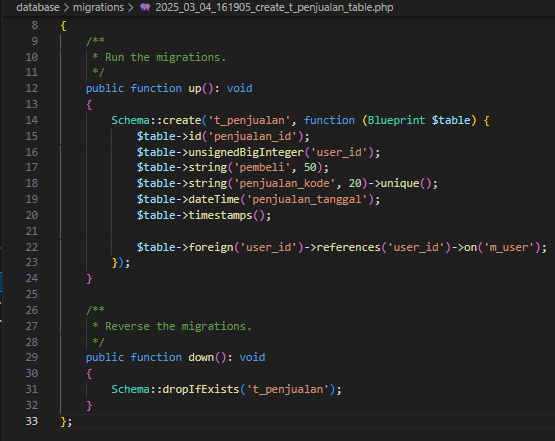 database > migrations > 2025_03_04_161905_create_t_penjualan_table.php
8 {
9 /**
10 * Run the migrations.
11 */
12 public function up(): void
13 {
14 Schema::create('t_penjualan', function (Blueprint $table) {
15 $table->id('penjualan_id');
16 $table->unsignedBigInteger('user_id');
17 $table->string('pembeli', 50);
18 $table->string('penjualan_kode', 20)->unique();
19 $table->dateTime('penjualan_tanggal');
20 $table->timestamps();
21
22 $table->foreign('user_id')->references('user_id')->on('m_user');
23 });
24 }
25
26 /**
27 * Reverse the migrations.
28 */
29 public function down(): void
30 {
31 Schema::dropIfExists('t_penjualan');
32 }
33 };